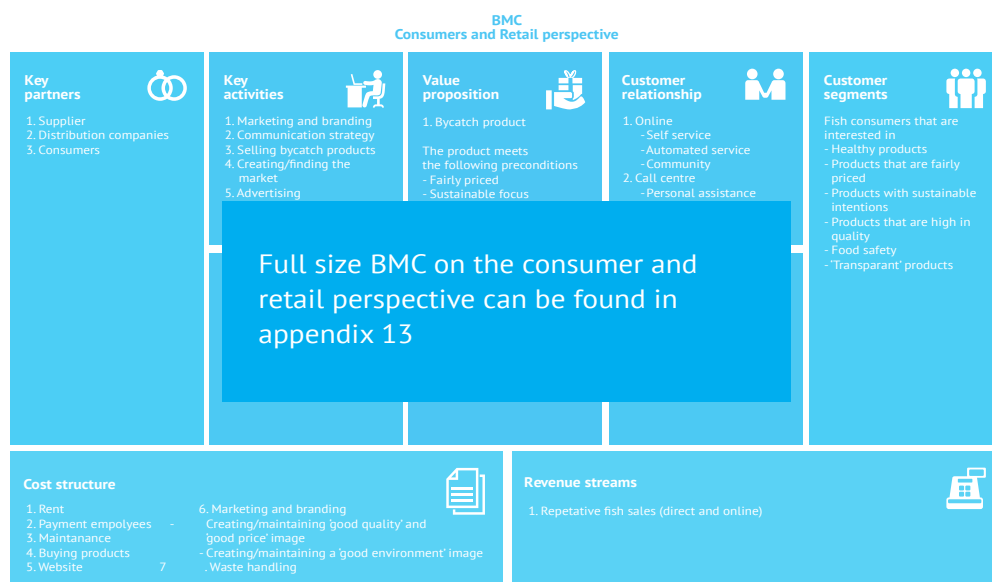 BMC
Consumers and Retail perspective
Key
partners
1. Supplier
2. Distribution companies
3. Consumers
Key
activities
1. Marketing and branding
2. Communication strategy
3. Selling bycatch products
4. Creating/finding the
market
5. Advertising
Value
proposition
1. Bycatch product
The product meets
the following preconditions
- Fairly priced
- Sustainable focus
Customer
relationship
1. Online
- Self service
- Automated service
- Community
2. Call centre
- Personal assistance
Customer
segments
Fish consumers that are
interested in
- Healthy products
- Products that are fairly
priced
- Products with sustainable
intentions
- Products that are high in
quality
- Food safety
- 'Transparant' products
Full size BMC on the consumer and
retail perspective can be found in
appendix 13
Cost structure
1. Rent
2. Payment empolyees -
3. Maintanance
4. Buying products
5. Website 7
6. Marketing and branding
Creating/maintaining 'good quality' and
'good price' image
- Creating/maintaining a 'good environment' image
. Waste handling
Revenue streams
1. Repetative fish sales (direct and online)